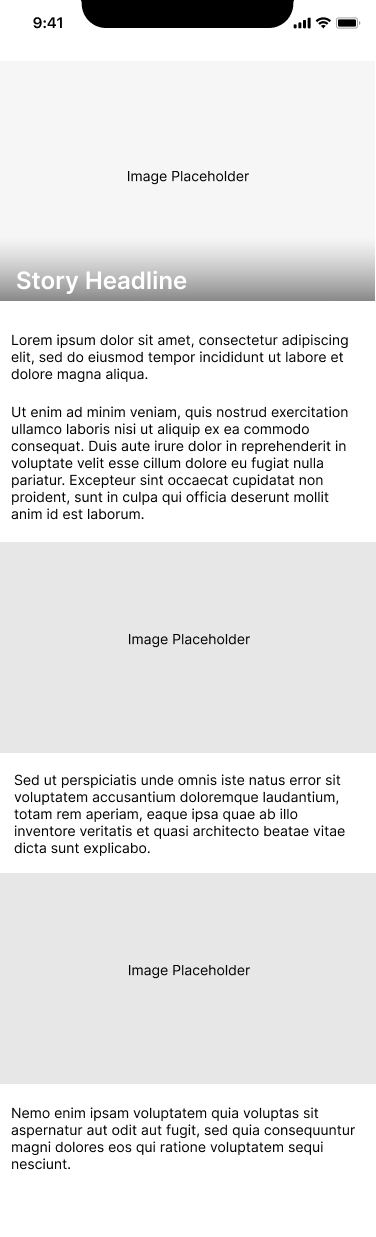 9:41
Image Placeholder
Story Headline
Lorem ipsum dolor sit amet, consectetur adipiscing
elit, sed do eiusmod tempor incididunt ut labore et
dolore magna aliqua.
Ut enim ad minim veniam, quis nostrud exercitation
ullamco laboris nisi ut aliquip ex ea commodo
consequat. Duis aute irure dolor in reprehenderit in
voluptate velit esse cillum dolore eu fugiat nulla
pariatur. Excepteur sint occaecat cupidatat non
proident, sunt in culpa qui officia deserunt mollit
anim id est laborum.
Image Placeholder
Sed ut perspiciatis unde omnis iste natus error sit
voluptatem accusantium doloremque laudantium,
totam rem aperiam, eaque ipsa quae ab illo
inventore veritatis et quasi architecto beatae vitae
dicta sunt explicabo.
Image Placeholder
Nemo enim ipsam voluptatem quia voluptas sit
aspernatur aut odit aut fugit, sed quia consequuntur
magni dolores eos qui ratione voluptatem sequi
nesciunt.